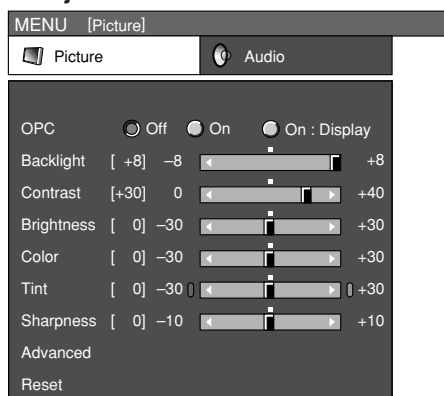 MENU [Picture]
Picture Audio
OPC Off On On : Display
Backlight [ +8] –8 +8
Contrast [+30] 0 +40
Brightness [ 0] –30 +30
Color [ 0] –30 +30
Tint [ 0] –30 +30
Sharpness [ 0] –10 +10
Advanced
Reset